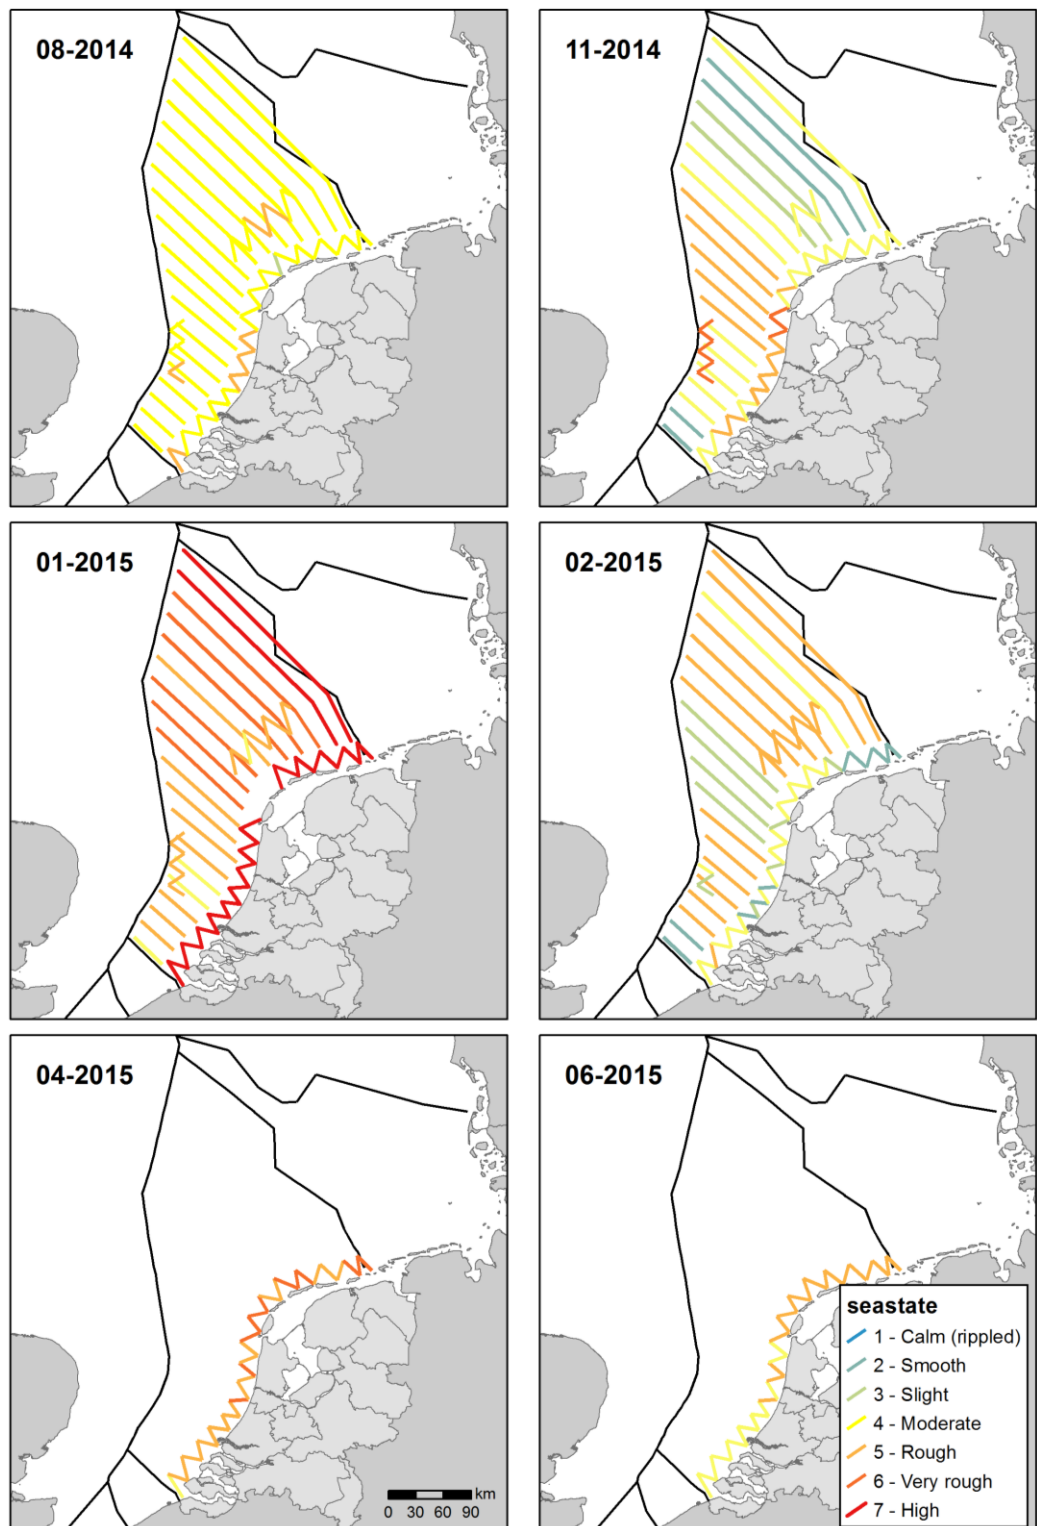 08-2014
11-2014
01-2015
02-2015
04-2015
06-2015
km
0 30 60 90
seastate
1 - Calm (rippled)
2 - Smooth
3 - Slight
4 - Moderate
5 - Rough
6 - Very rough
7 - High